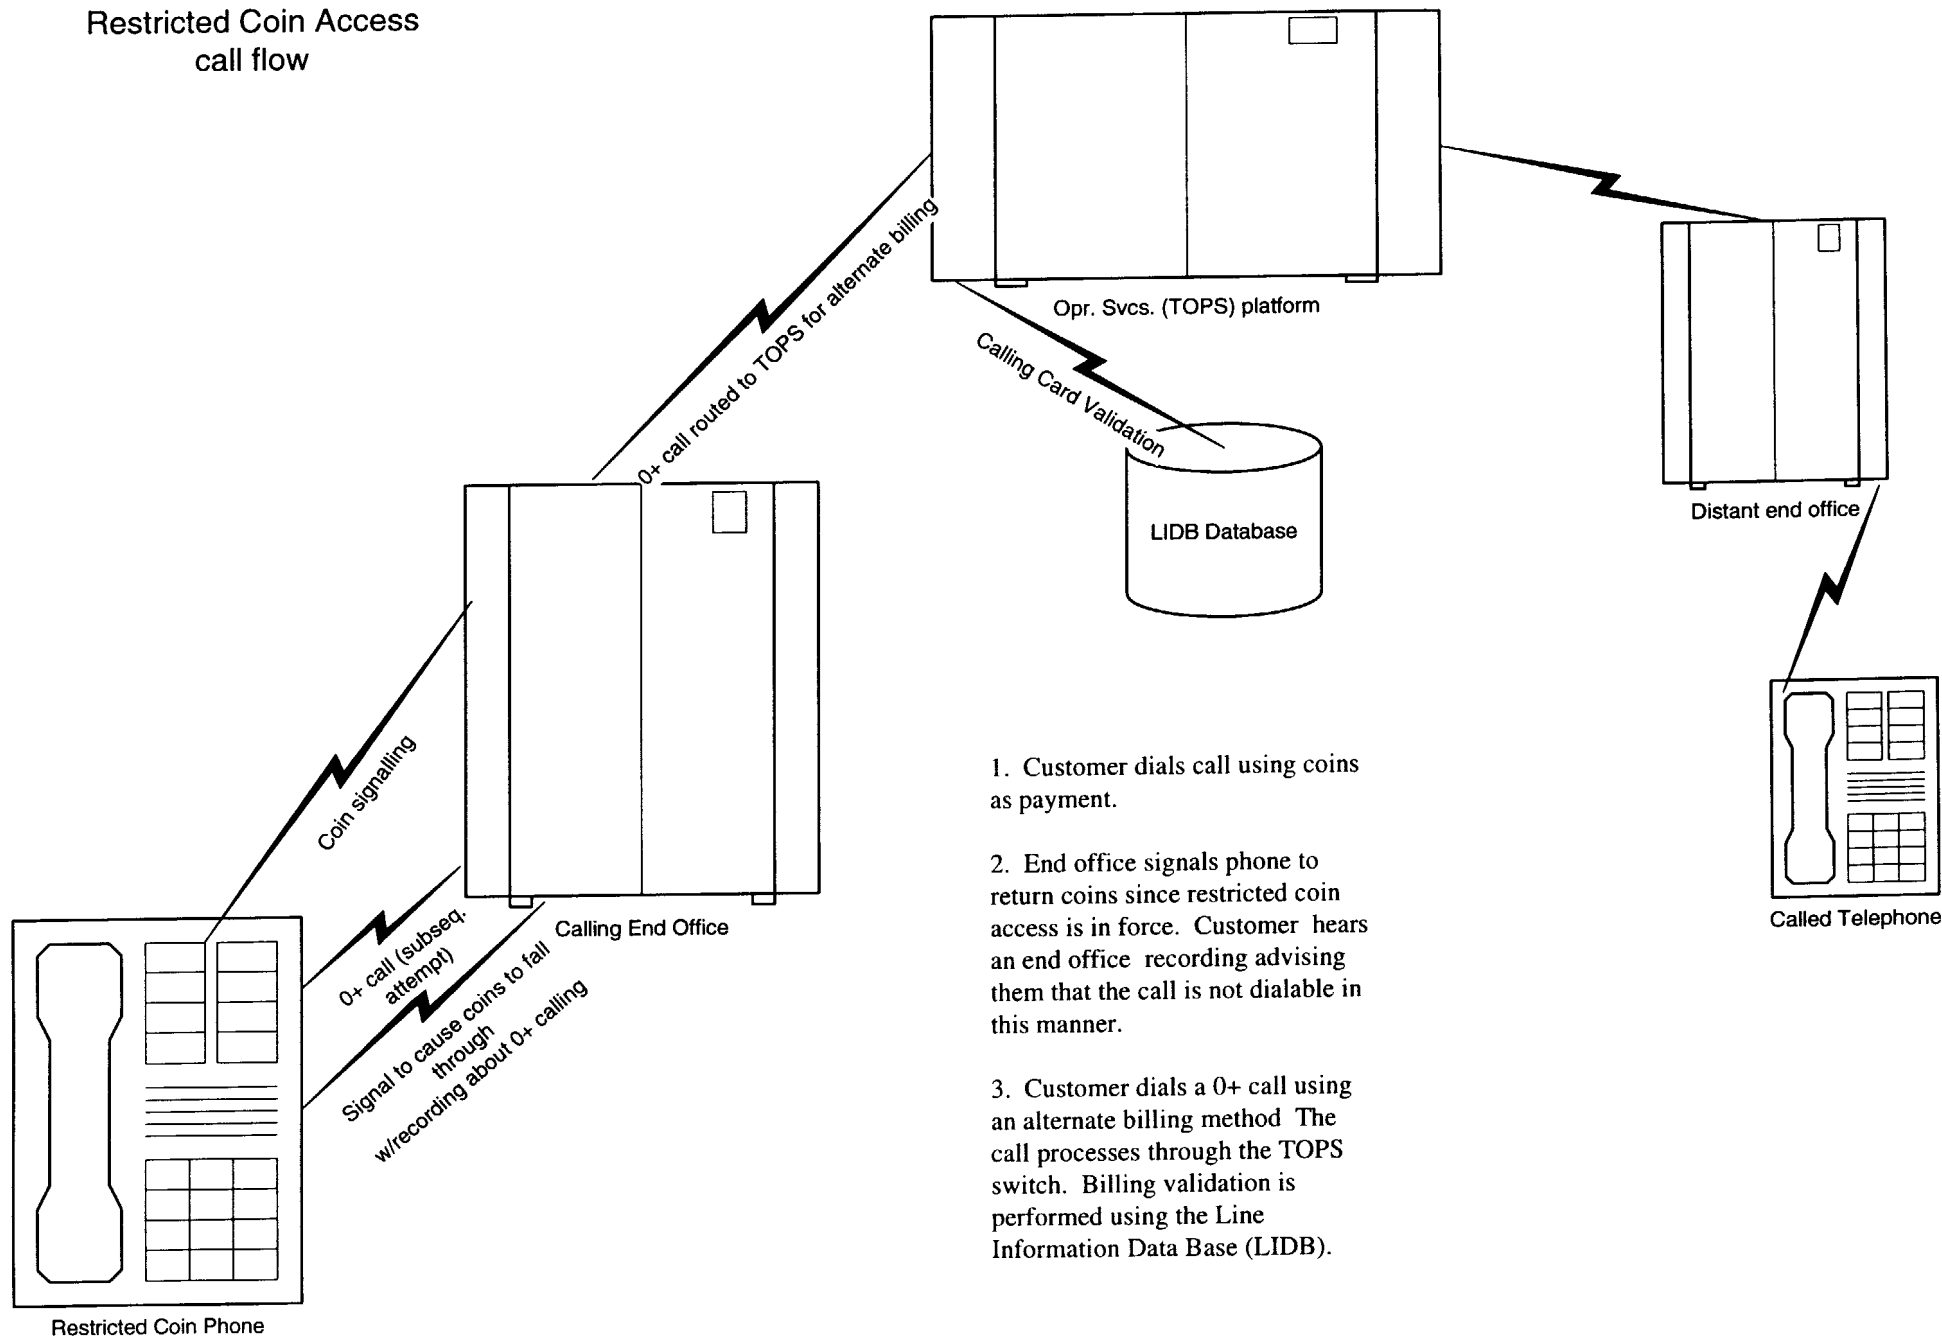 Restricted Coin Access
call flow
0+ call routed to TOPS for alternate billing
Opr. Svcs. (TOPS) platform
Calling Card Validation
LIDB Database
Distant end office
Coin signalling
0+ call (subseq.
attempt)
Calling End Office
Signal to cause coins to fall
through
w/recording about 0+ calling
Called Telephone
1. Customer dials call using coins
as payment.
2. End office signals phone to
return coins since restricted coin
access is in force. Customer hears
an end office recording advising
them that the call is not dialable in
this manner.
3. Customer dials a 0+ call using
an alternate billing method The
call processes through the TOPS
switch. Billing validation is
performed using the Line
Information Data Base (LIDB).
Restricted Coin Phone